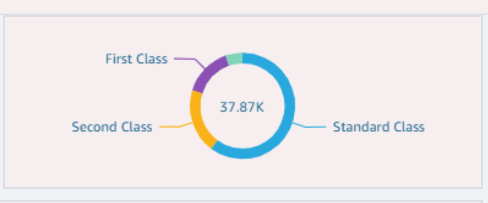 First Class
37.87K
Second Class
Standard Class